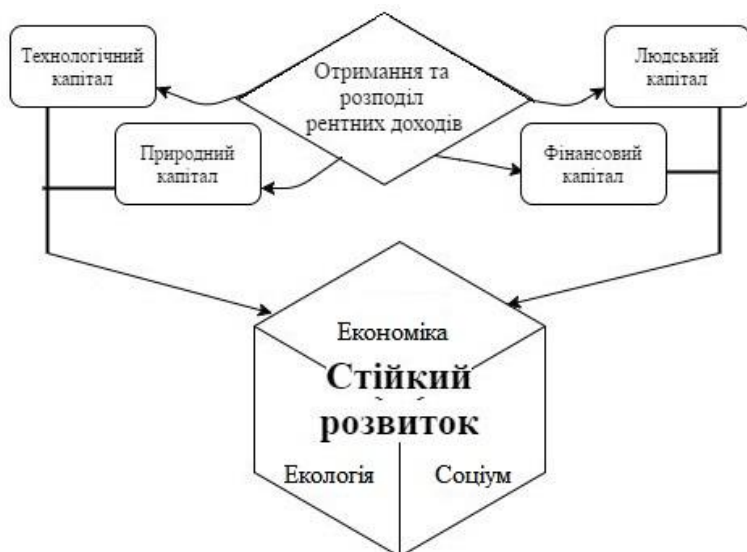 Технологічний
капітал
Отримання та
розподіл
рентних доходів
Людський
капітал
Природний
капітал
Фінансовий
капітал
Економіка
Стійкий
розвиток
Екологія
Соціум